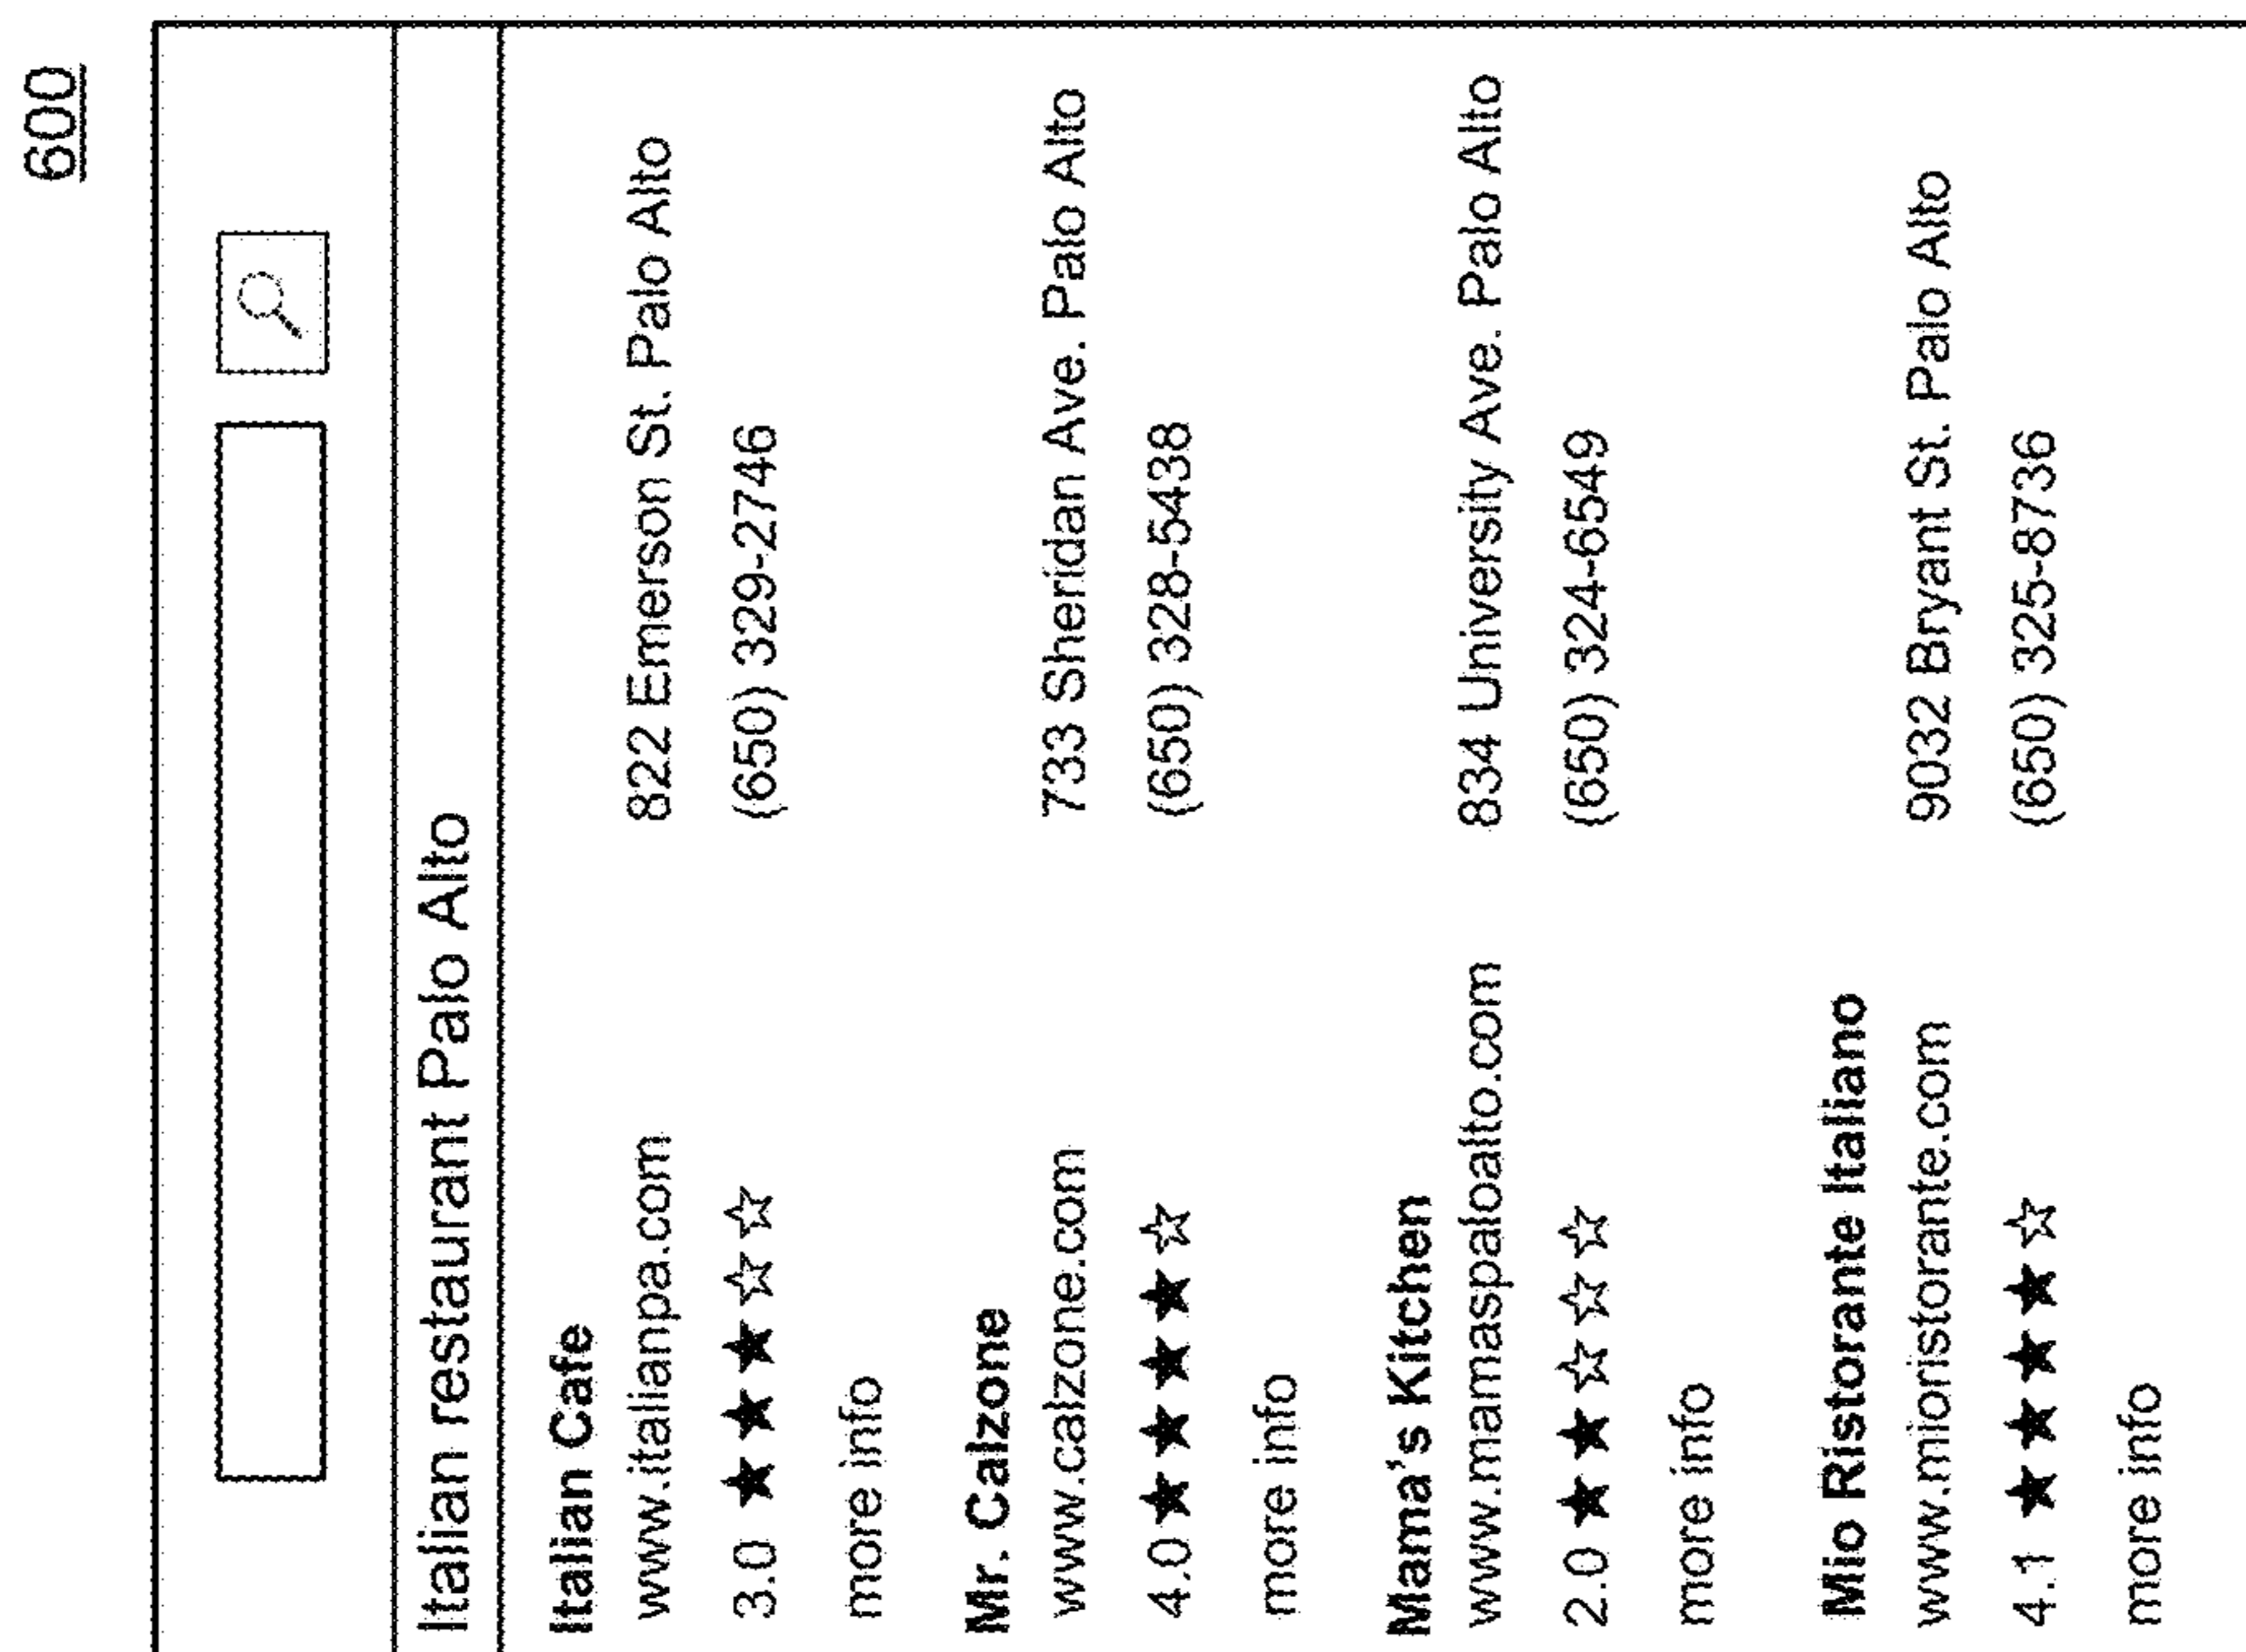 600
Italian restaurant Palo Alto
Italian Cafe
www.italianpa.com 822 Emerson St. Palo Alto
3.0 ★★★☆☆ (650) 329-2746
more info
Mr. Calzone
www.calzone.com 733 Sheridan Ave. Palo Alto
4.0 ★★★★☆ (650) 328-5438
more info
Mama's Kitchen
www.mamaspaloalto.com 834 University Ave. Palo Alto
2.0 ★★☆☆☆ (650) 324-6549
more info
Mio Ristorante Italiano
www.mioristorante.com 9032 Bryant St. Palo Alto
4.1 ★★★★☆ (650) 325-8736
more info